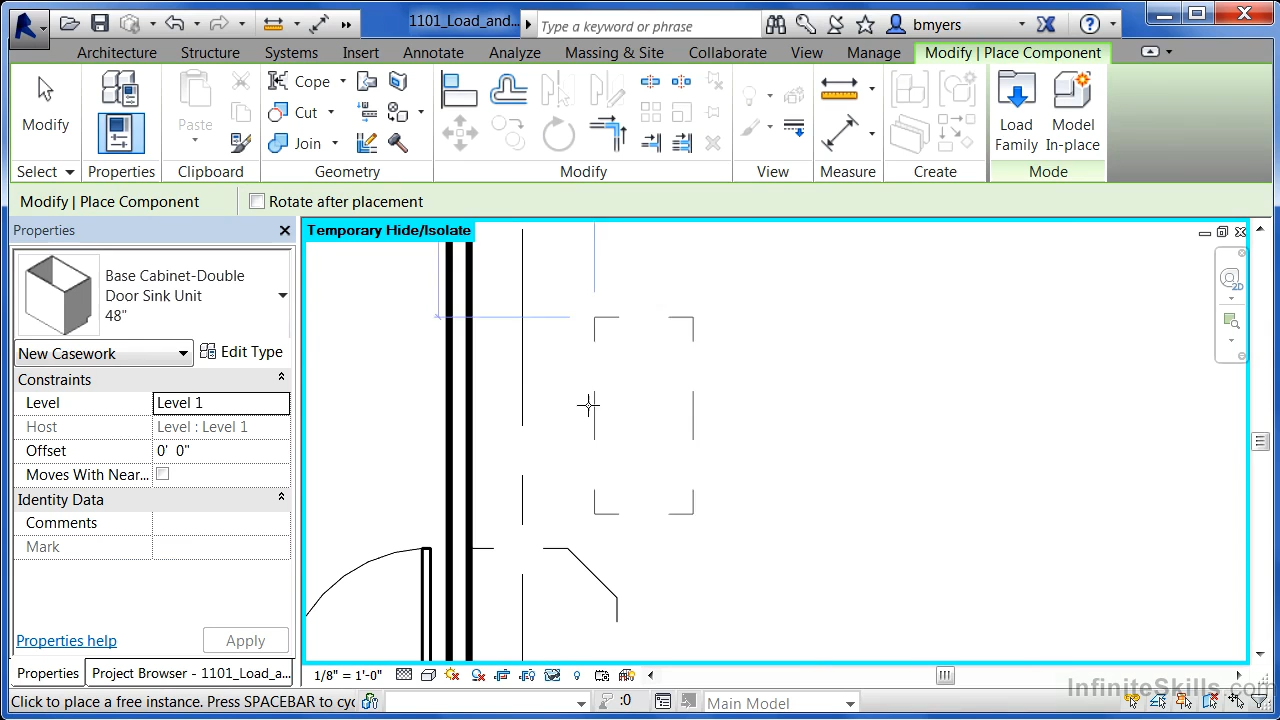 1101_Load_and...
Type a keyword or phrase
bmyers
Architecture Structure Systems Insert Annotate Analyze Massing & Site Collaborate View Manage Modify | Place Component
Modify
Paste
Cope
Cut
Join
Load Family
Model In-place
Select Properties Clipboard Geometry Modify View Measure Create Mode
Modify | Place Component Rotate after placement
Properties
Temporary Hide/Isolate
2D
Base Cabinet-Double
Door Sink Unit
48"
New Casework Edit Type
Constraints
Level Level 1
Host Level : Level 1
Offset 0' 0"
Moves With Near...
Identity Data
Comments
Mark
Properties help Apply
Properties Project Browser - 1101_Load_a...
1/8" = 1'-0"
InfiniteSkills.com
Click to place a free instance. Press SPACEBAR to cyc
:0
Main Model